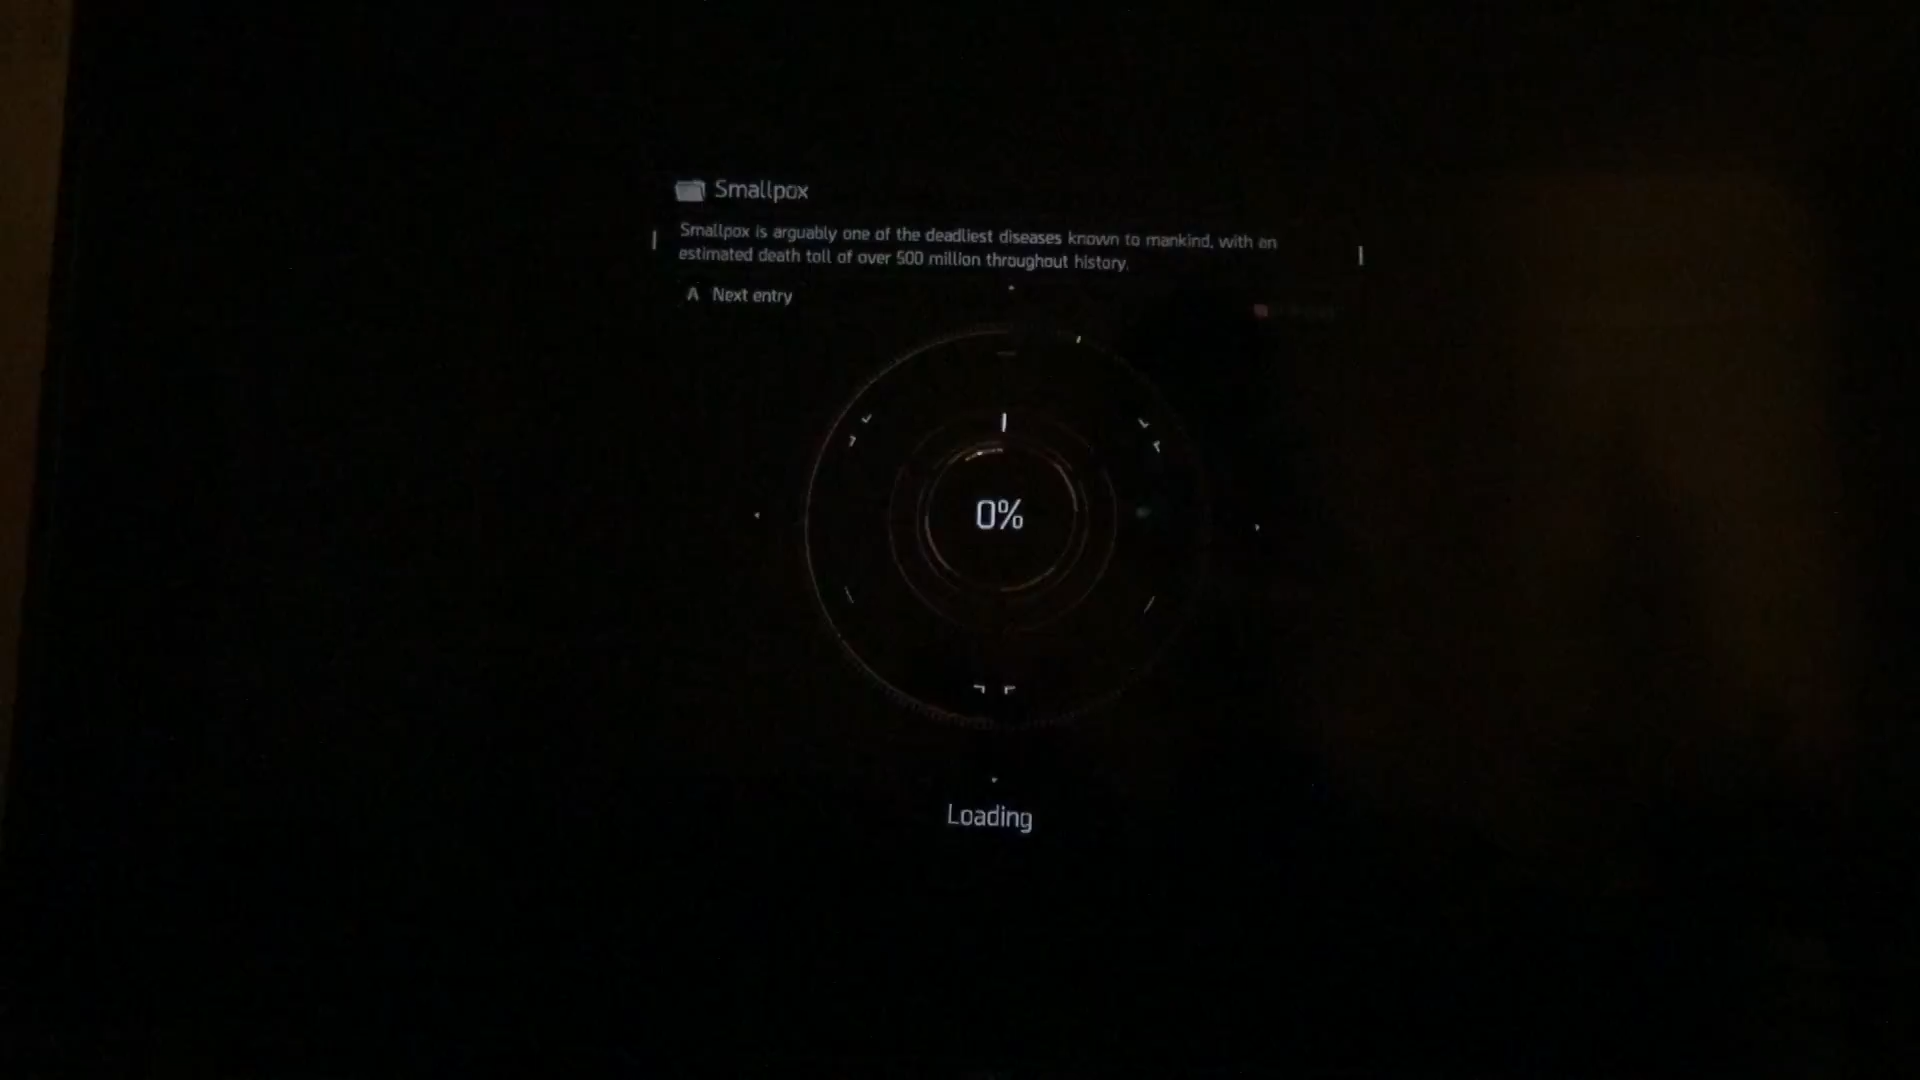 Smallpox
Smallpox is arguably one of the deadliest diseases known to mankind, with an
estimated death toll of over 500 million throughout history.
A Next entry
0%
Loading